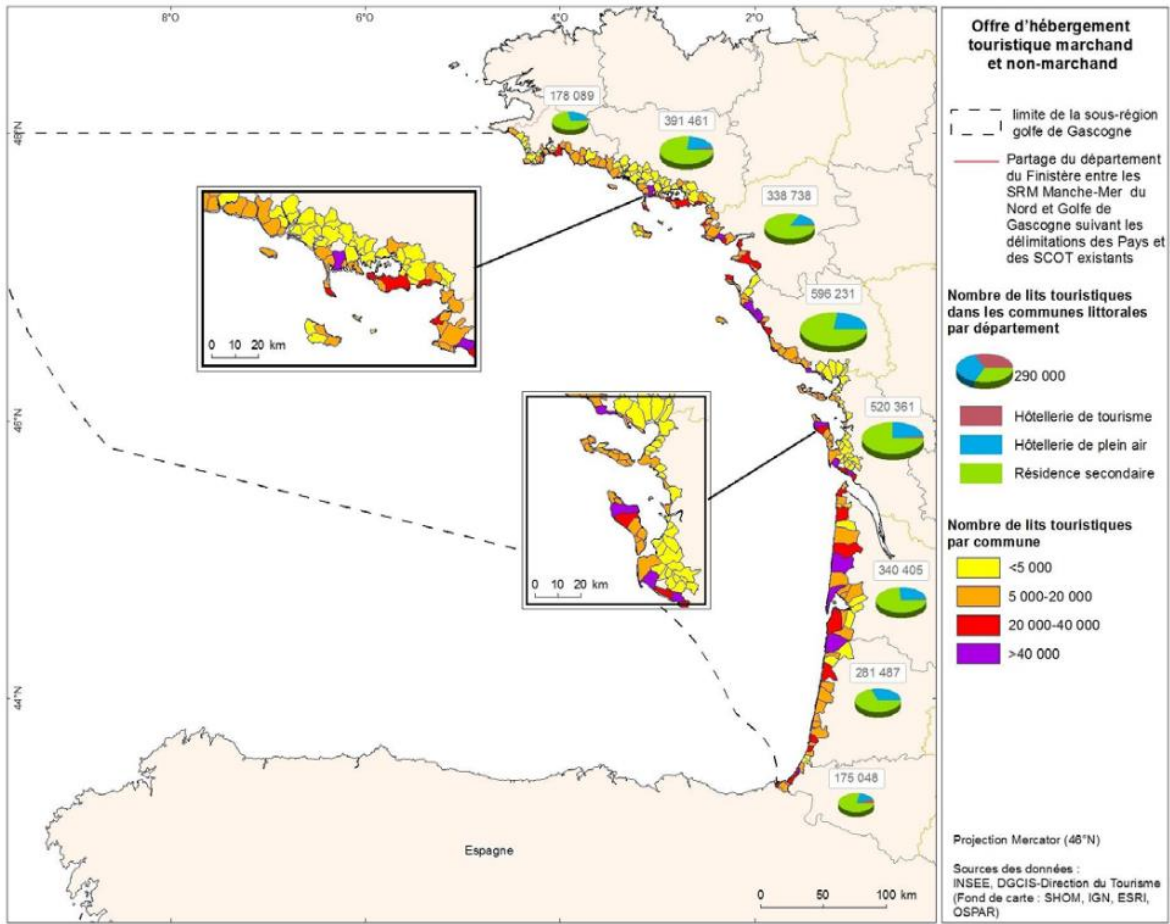 8°0
6°0
4°0
2°0
48°N
46°N
44°N
178 089
391 461
338 738
596 231
520 361
340 405
281 487
175 048
0 10 20 km
0 10 20 km
Espagne
0 50 100 km
Offre d'hébergement
touristique marchand
et non-marchand
limite de la sous-région
golfe de Gascogne
Partage du département
du Finistère entre les
SRM Manche-Mer du
Nord et Golfe de
Gascogne suivant les
délimitations des Pays et
des SCOT existants
Nombre de lits touristiques
dans les communes littorales
par département
290 000
Hôtellerie de tourisme
Hôtellerie de plein air
Résidence secondaire
Nombre de lits touristiques
par commune
<5 000
5 000-20 000
20 000-40 000
>40 000
Projection Mercator (46°N)
Sources des données :
INSEE, DGCIS-Direction du Tourisme
(Fond de carte : SHOM, IGN, ESRI,
OSPAR)